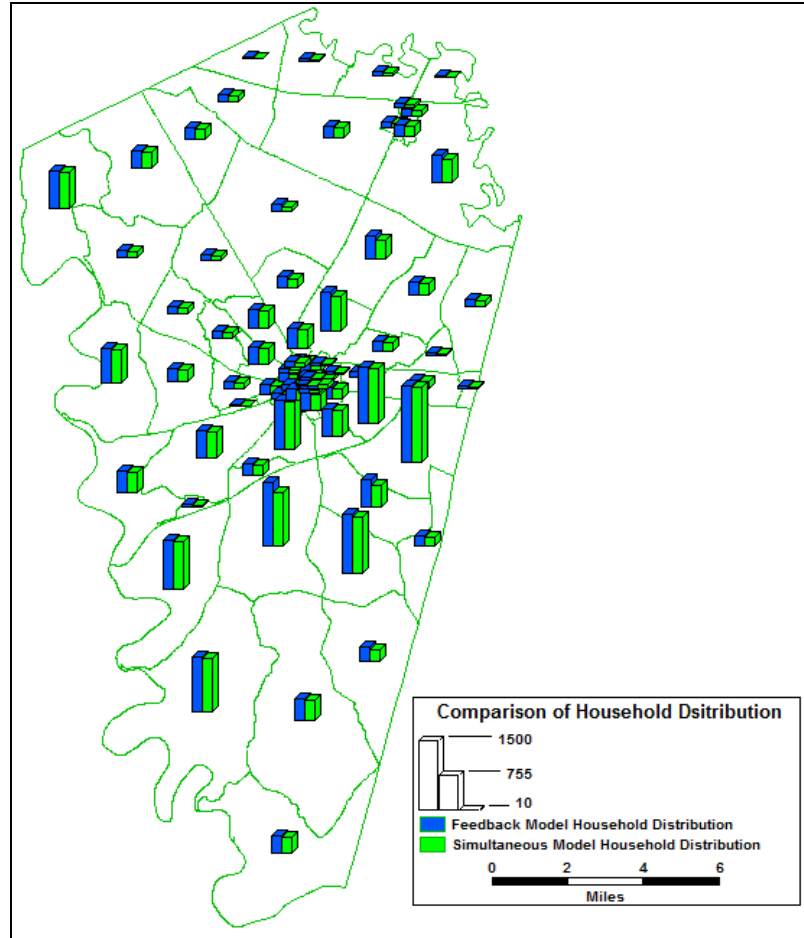 Comparison of Household Dsitribution
1500
755
10
Feedback Model Household Distribution
Simultaneous Model Household Distribution
0 2 4 6
Miles